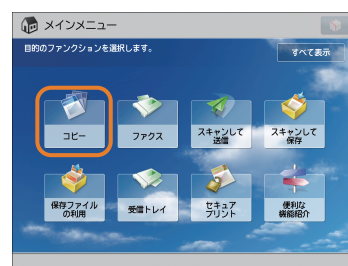 メインメニュー
目的のファンクションを選択します。
すべて表示
コピー
ファクス
スキャンして
送信
スキャンして
保存
保存ファイル
の利用
受信トレイ
セキュア
プリント
便利な
機能紹介